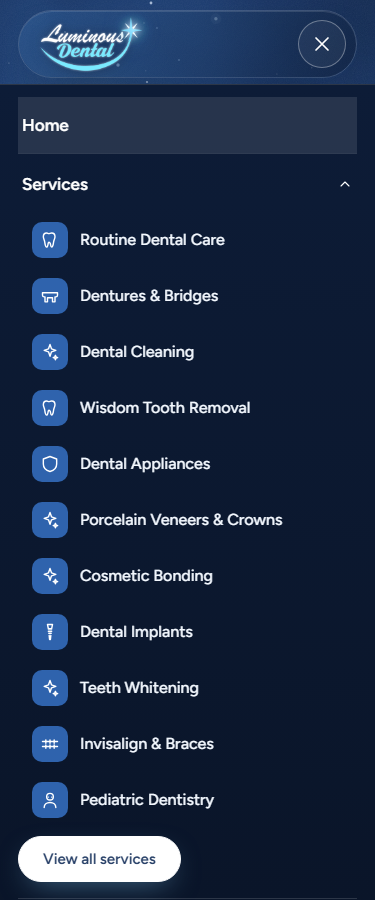 Luminous
Dental
Home
Services
Routine Dental Care
Dentures & Bridges
Dental Cleaning
Wisdom Tooth Removal
Dental Appliances
Porcelain Veneers & Crowns
Cosmetic Bonding
Dental Implants
Teeth Whitening
Invisalign & Braces
Pediatric Dentistry
View all services